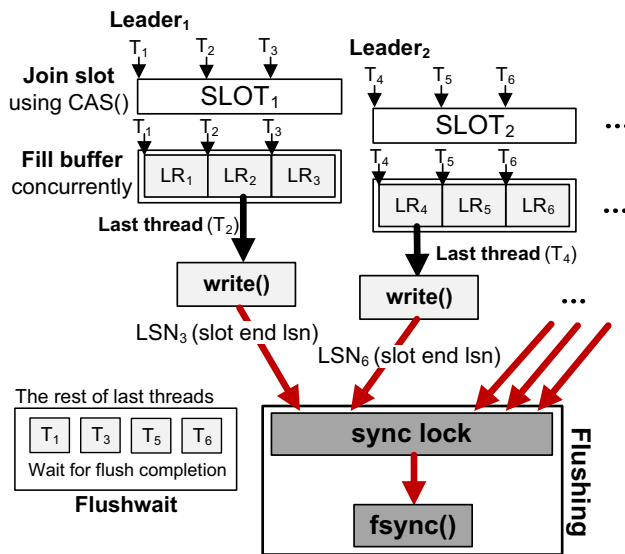 Leader₁
T₁ T₂ T₃
Join slot
using CAS()
SLOT₁
T₁ T₂ T₃
Fill buffer
concurrently
LR₁ LR₂ LR₃
Last thread (T₂)
write()
LSN₃ (slot end lsn)
Leader₂
T₄ T₅ T₆
SLOT₂
...
T₄ T₅ T₆
LR₄ LR₅ LR₆
...
Last thread (T₄)
write()
...
LSN₆ (slot end lsn)
The rest of last threads
T₁ T₃ T₅ T₆
Wait for flush completion
Flushwait
sync lock
fsync()
Flushing